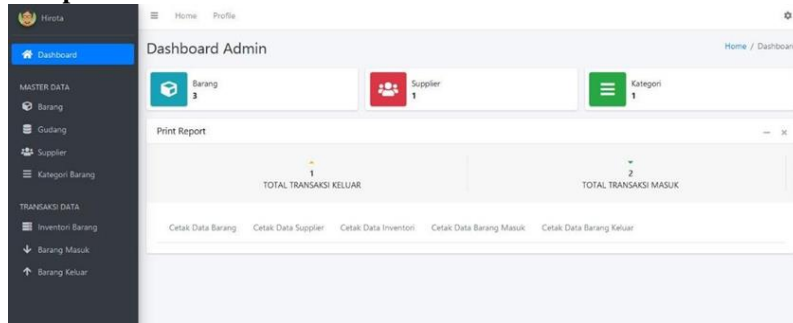 Hirota
Home Profile
Dashboard
Dashboard Admin
Home / Dashboar
MASTER DATA
Barang
Gudang
Supplier
Kategori Barang
TRANSAKSI DATA
Inventori Barang
Barang Masuk
Barang Keluar
Barang
3
Supplier
1
Kategori
1
Print Report
1
TOTAL TRANSAKSI KELUAR
2
TOTAL TRANSAKSI MASUK
Cetak Data Barang Cetak Data Supplier Cetak Data Inventori Cetak Data Barang Masuk Cetak Data Barang Keluar